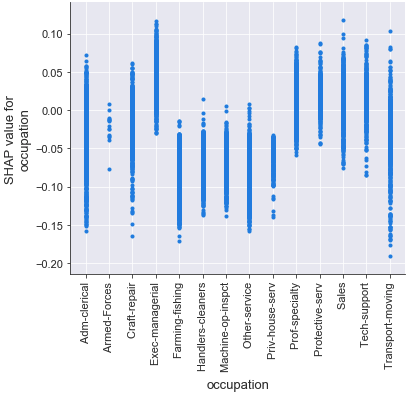 0.10
0.05
0.00
−0.05
−0.10
−0.15
−0.20
SHAP value for
occupation
Adm-clerical
Armed-Forces
Craft-repair
Exec-managerial
Farming-fishing
Handlers-cleaners
Machine-op-inspct
Other-service
Priv-house-serv
Prof-specialty
Protective-serv
Sales
Tech-support
Transport-moving
occupation